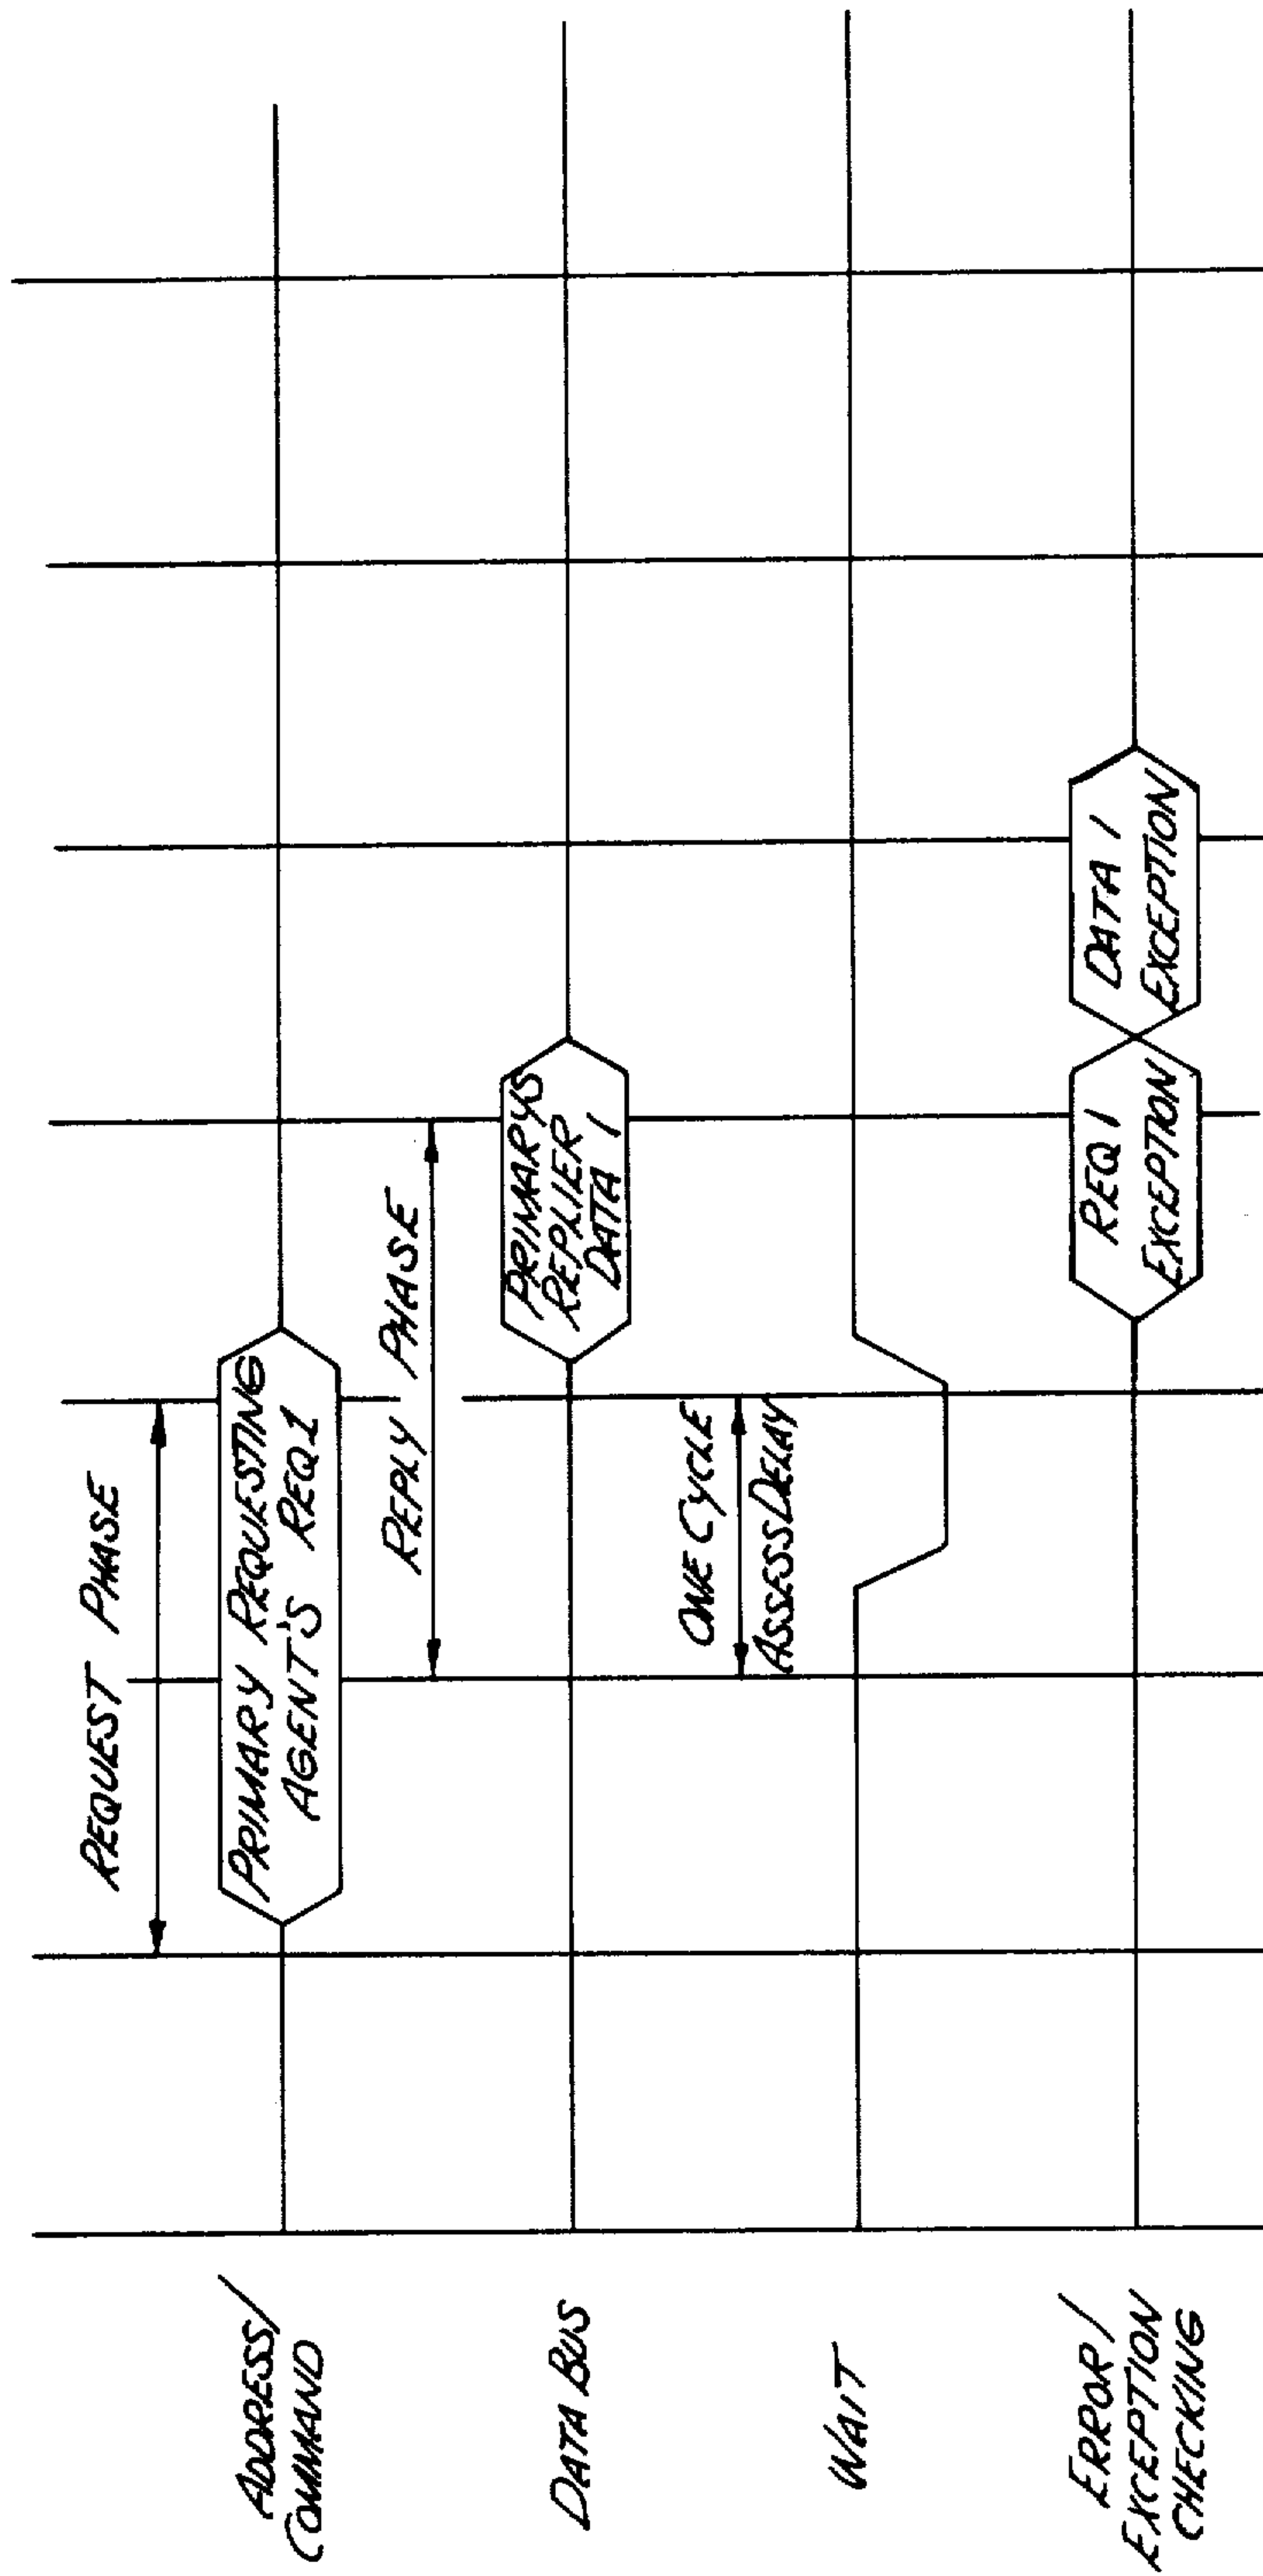 REQUEST PHASE
ADDRESS/
COMMAND
PRIMARY REQUESTING
AGENT'S REQ1
REPLY PHASE
DATA BUS
PRIMARYS
REPLIER
DATA 1
ONE CYCLE
ASSESS DELAY
WAIT
ERROR/
EXCEPTION
CHECKING
REQ 1
EXCEPTION
DATA 1
EXCEPTION